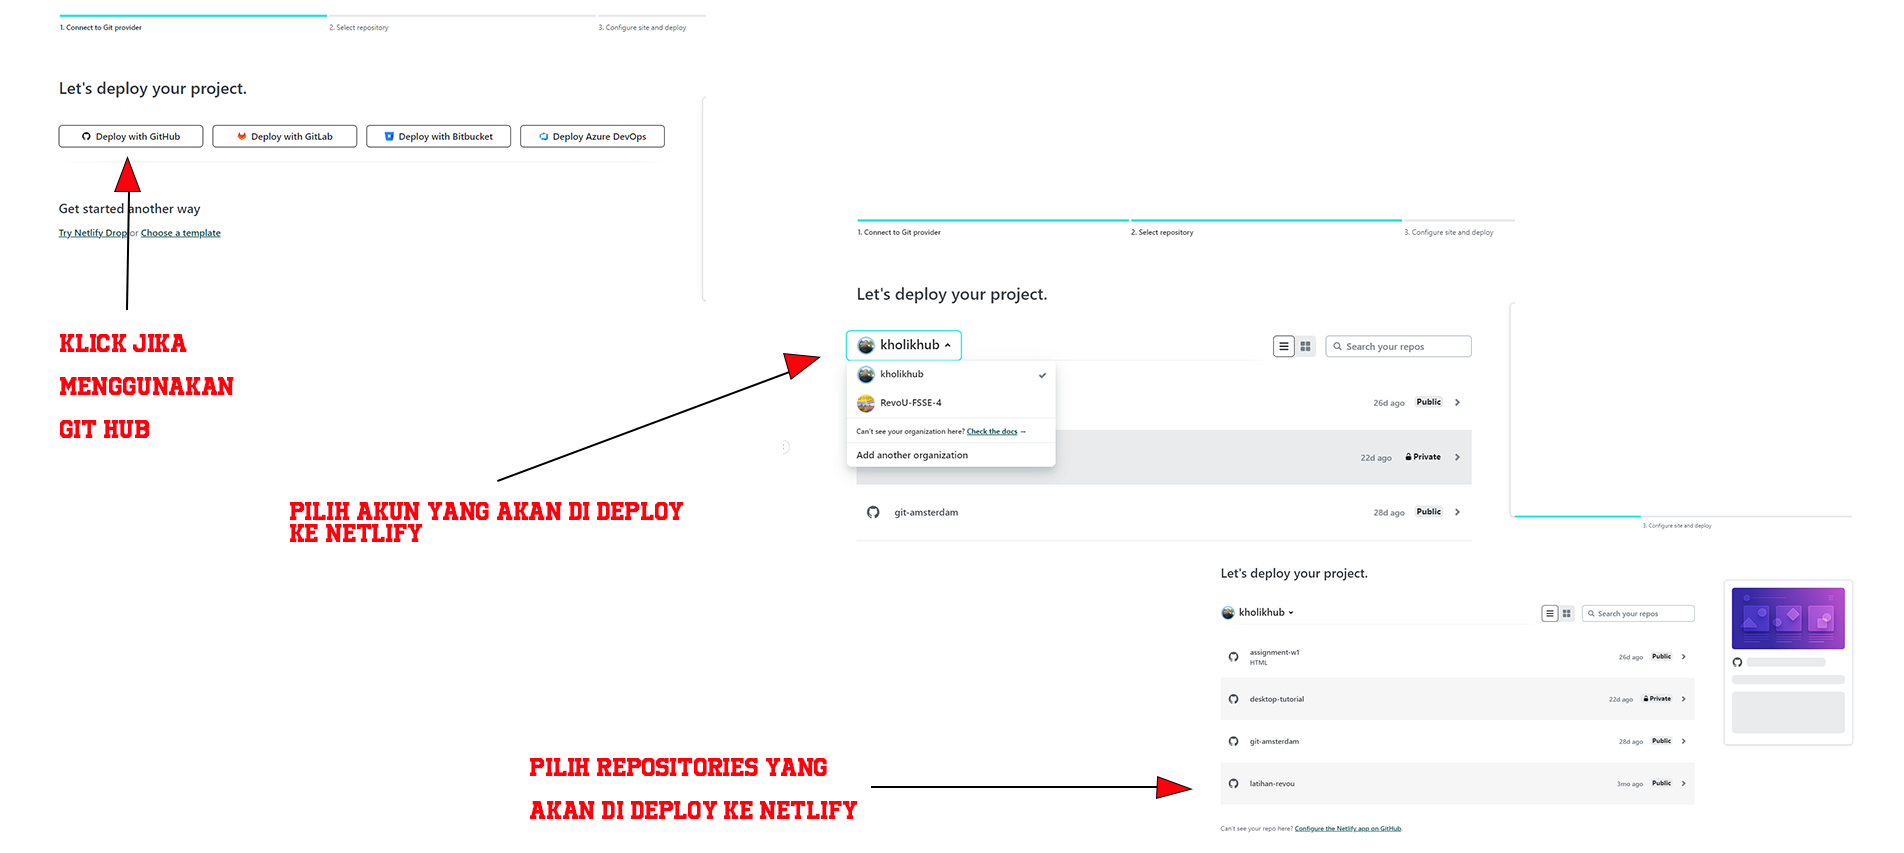 1. Connect to Git provider
2. Select repository
3. Configure site and deploy
Let's deploy your project.
Deploy with GitHub
Deploy with GitLab
Deploy with Bitbucket
Deploy Azure DevOps
Get started another way
Try Netlify Drop or Choose a template
KLICK JIKA
MENGGUNAKAN
GIT HUB
1. Connect to Git provider
2. Select repository
3. Configure site and deploy
Let's deploy your project.
kholikhub
Search your repos
kholikhub
RevoU-FSSE-4
26d ago Public
Can't see your organization here? Check the docs →
Add another organization
22d ago Private
git-amsterdam
28d ago Public
PILIH AKUN YANG AKAN DI DEPLOY
KE NETLIFY
3. Configure site and deploy
Let's deploy your project.
kholikhub
Search your repos
assignment-w1
HTML
26d ago Public
desktop-tutorial
22d ago Private
git-amsterdam
28d ago Public
latihan-revou
3mo ago Public
Can't see your repo here? Configure the Netlify app on GitHub.
PILIH REPOSITORIES YANG
AKAN DI DEPLOY KE NETLIFY